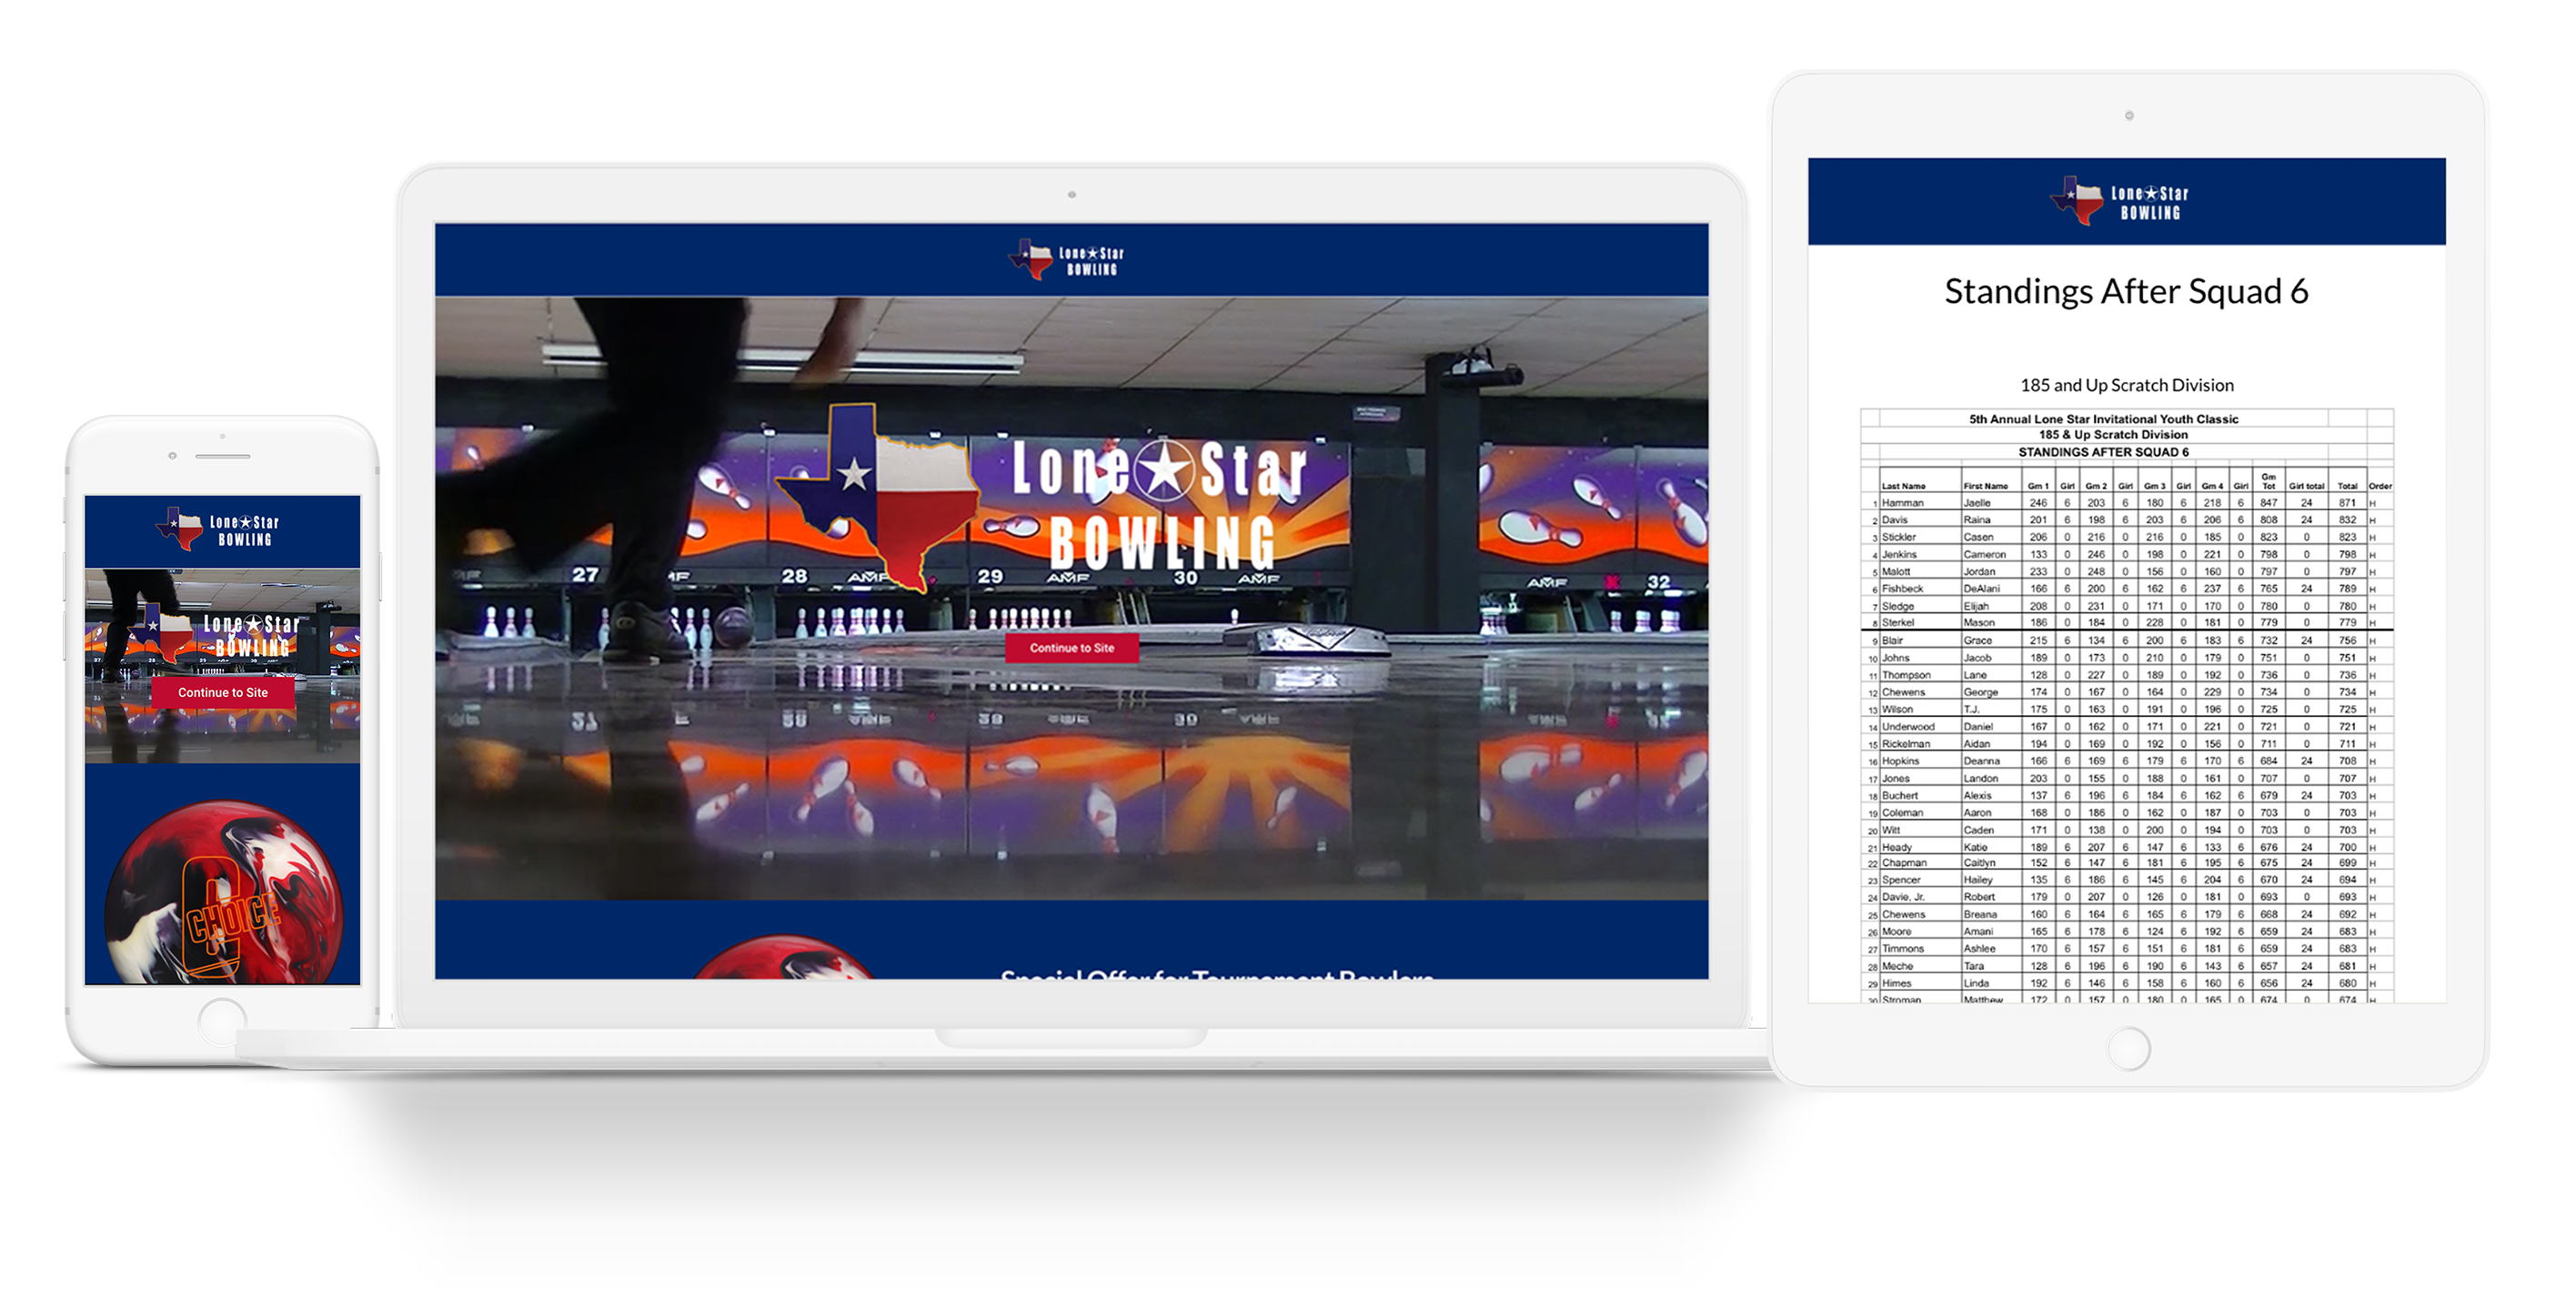 Lone Star
BOWLING
Lone Star
BOWLING
Continue to Site
C
CHOICE
Lone Star
BOWLING
Lone Star
BOWLING
27 28 AMF 29 AMF 30 AMF AMF 32
Continue to Site
Special Offer for Tournament Bowlers
Lone Star
BOWLING
Standings After Squad 6
185 and Up Scratch Division
5th Annual Lone Star Invitational Youth Classic
185 & Up Scratch Division
STANDINGS AFTER SQUAD 6
Last Name First Name Gm 1 Girl Gm 2 Girl Gm 3 Girl Gm 4 Girl Gm Tot Girl total Total Order
1 Hamman Jaelle 246 6 203 6 180 6 218 6 847 24 871 H
2 Davis Raina 201 6 198 6 203 6 206 6 808 24 832 H
3 Stickler Casen 206 0 216 0 216 0 185 0 823 0 823 H
4 Jenkins Cameron 133 0 246 0 198 0 221 0 798 0 798 H
5 Malott Jordan 233 0 248 0 156 0 160 0 797 0 797 H
6 Fishbeck DeAlani 166 6 200 6 162 6 237 6 765 24 789 H
7 Sledge Elijah 208 0 231 0 171 0 170 0 780 0 780 H
8 Sterkel Mason 186 0 184 0 228 0 181 0 779 0 779 H
9 Blair Grace 215 6 134 6 200 6 183 6 732 24 756 H
10 Johns Jacob 189 0 173 0 210 0 179 0 751 0 751 H
11 Thompson Lane 128 0 227 0 189 0 192 0 736 0 736 H
12 Chewens George 174 0 167 0 164 0 229 0 734 0 734 H
13 Wilson T.J. 175 0 163 0 191 0 196 0 725 0 725 H
14 Underwood Daniel 167 0 162 0 171 0 221 0 721 0 721 H
15 Rickelman Aidan 194 0 169 0 192 0 156 0 711 0 711 H
16 Hopkins Deanna 166 6 169 6 179 6 170 6 684 24 708 H
17 Jones Landon 203 0 155 0 188 0 161 0 707 0 707 H
18 Buchert Alexis 137 6 196 6 184 6 162 6 679 24 703 H
19 Coleman Aaron 168 0 186 0 162 0 187 0 703 0 703 H
20 Witt Caden 171 0 138 0 200 0 194 0 703 0 703 H
21 Heady Katie 189 6 207 6 147 6 133 6 676 24 700 H
22 Chapman Caitlyn 152 6 147 6 181 6 195 6 675 24 699 H
23 Spencer Hailey 135 6 186 6 145 6 204 6 670 24 694 H
24 Davie, Jr. Robert 179 0 207 0 126 0 181 0 693 0 693 H
25 Chewens Breana 160 6 164 6 165 6 179 6 668 24 692 H
26 Moore Amani 165 6 178 6 124 6 192 6 659 24 683 H
27 Timmons Ashlee 170 6 157 6 151 6 181 6 659 24 683 H
28 Meche Tara 128 6 196 6 190 6 143 6 657 24 681 H
29 Himes Linda 192 6 146 6 158 6 160 6 656 24 680 H
30 Stroman Matthew 172 0 157 0 180 0 165 0 674 0 674 H